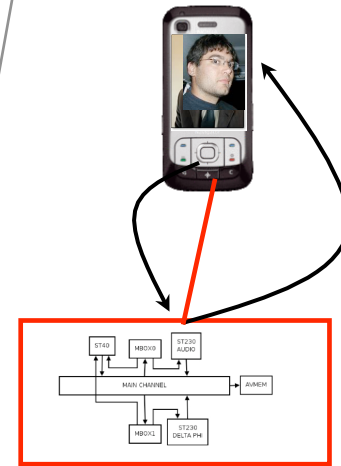 ST40
MBOX0
ST230
AUDIO
MAIN CHANNEL
AVMEM
MBOX1
ST230
DELTA PHI